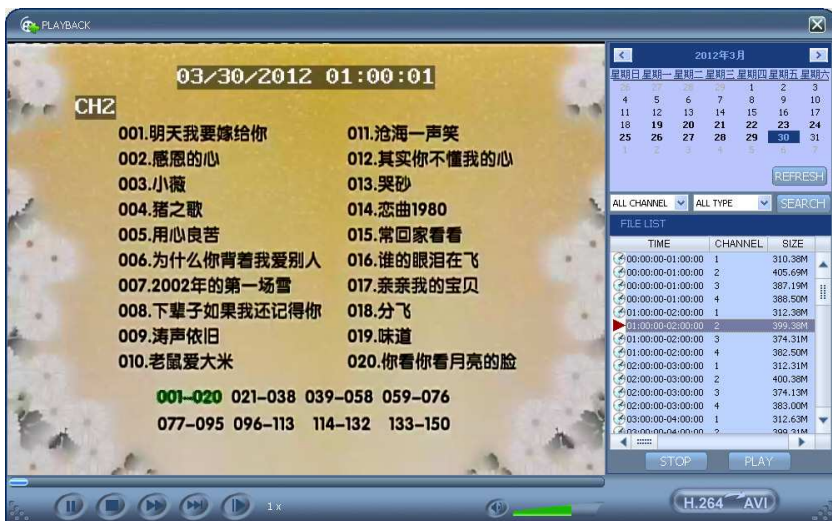 PLAYBACK
03/30/2012 01:00:01
CH2
001.明天我要嫁给你 011.沧海一声笑
002.感恩的心 012.其实你不懂我的心
003.小薇 013.哭砂
004.猪之歌 014.恋曲1980
005.用心良苦 015.常回家看看
006.为什么你背着我爱别人 016.谁的眼泪在飞
007.2002年的第一场雪 017.亲亲我的宝贝
008.下辈子如果我还记得你 018.分飞
009.涛声依旧 019.味道
010.老鼠爱大米 020.你看你看月亮的脸
001-020 021-038 039-058 059-076
077-095 096-113 114-132 133-150
1x
2012年3月
星期日 星期一 星期二 星期三 星期四 星期五 星期六
26 27 28 29 1 2 3
4 5 6 7 8 9 10
11 12 13 14 15 16 17
18 19 20 21 22 23 24
25 26 27 28 29 30 31
1 2 3 4 5 6 7
REFRESH
ALL CHANNEL ALL TYPE SEARCH
FILE LIST
TIME CHANNEL SIZE
00:00:00-01:00:00 1 310.38M
00:00:00-01:00:00 2 405.69M
00:00:00-01:00:00 3 387.19M
00:00:00-01:00:00 4 388.50M
01:00:00-02:00:00 1 312.38M
01:00:00-02:00:00 2 399.38M
01:00:00-02:00:00 3 374.31M
01:00:00-02:00:00 4 382.50M
02:00:00-03:00:00 1 312.31M
02:00:00-03:00:00 2 400.38M
02:00:00-03:00:00 3 374.13M
02:00:00-03:00:00 4 383.00M
03:00:00-04:00:00 1 312.63M
03:00:00-04:00:00 2 399.31M
STOP PLAY
H.264 AVI